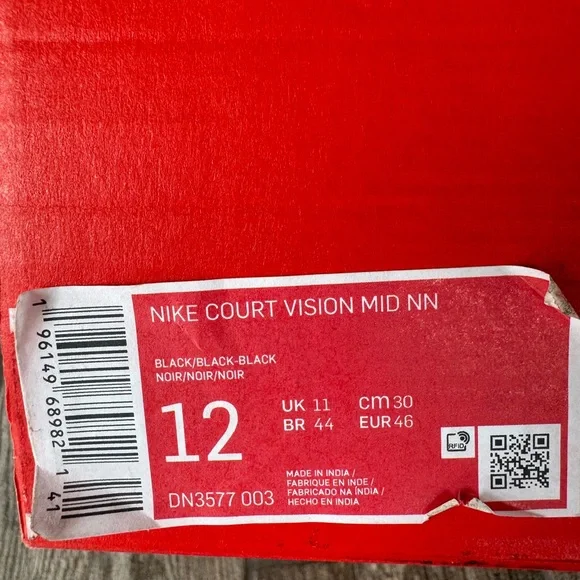 NIKE COURT VISION MID NN
BLACK/BLACK-BLACK
NOIR/NOIR/NOIR
12
UK 11 cm 30
BR 44 EUR 46
MADE IN INDIA /
FABRIQUE EN INDE /
FABRICADO NA ÍNDIA /
HECHO EN INDIA
DN3577 003
RFiD
1 96149 68982 1 41